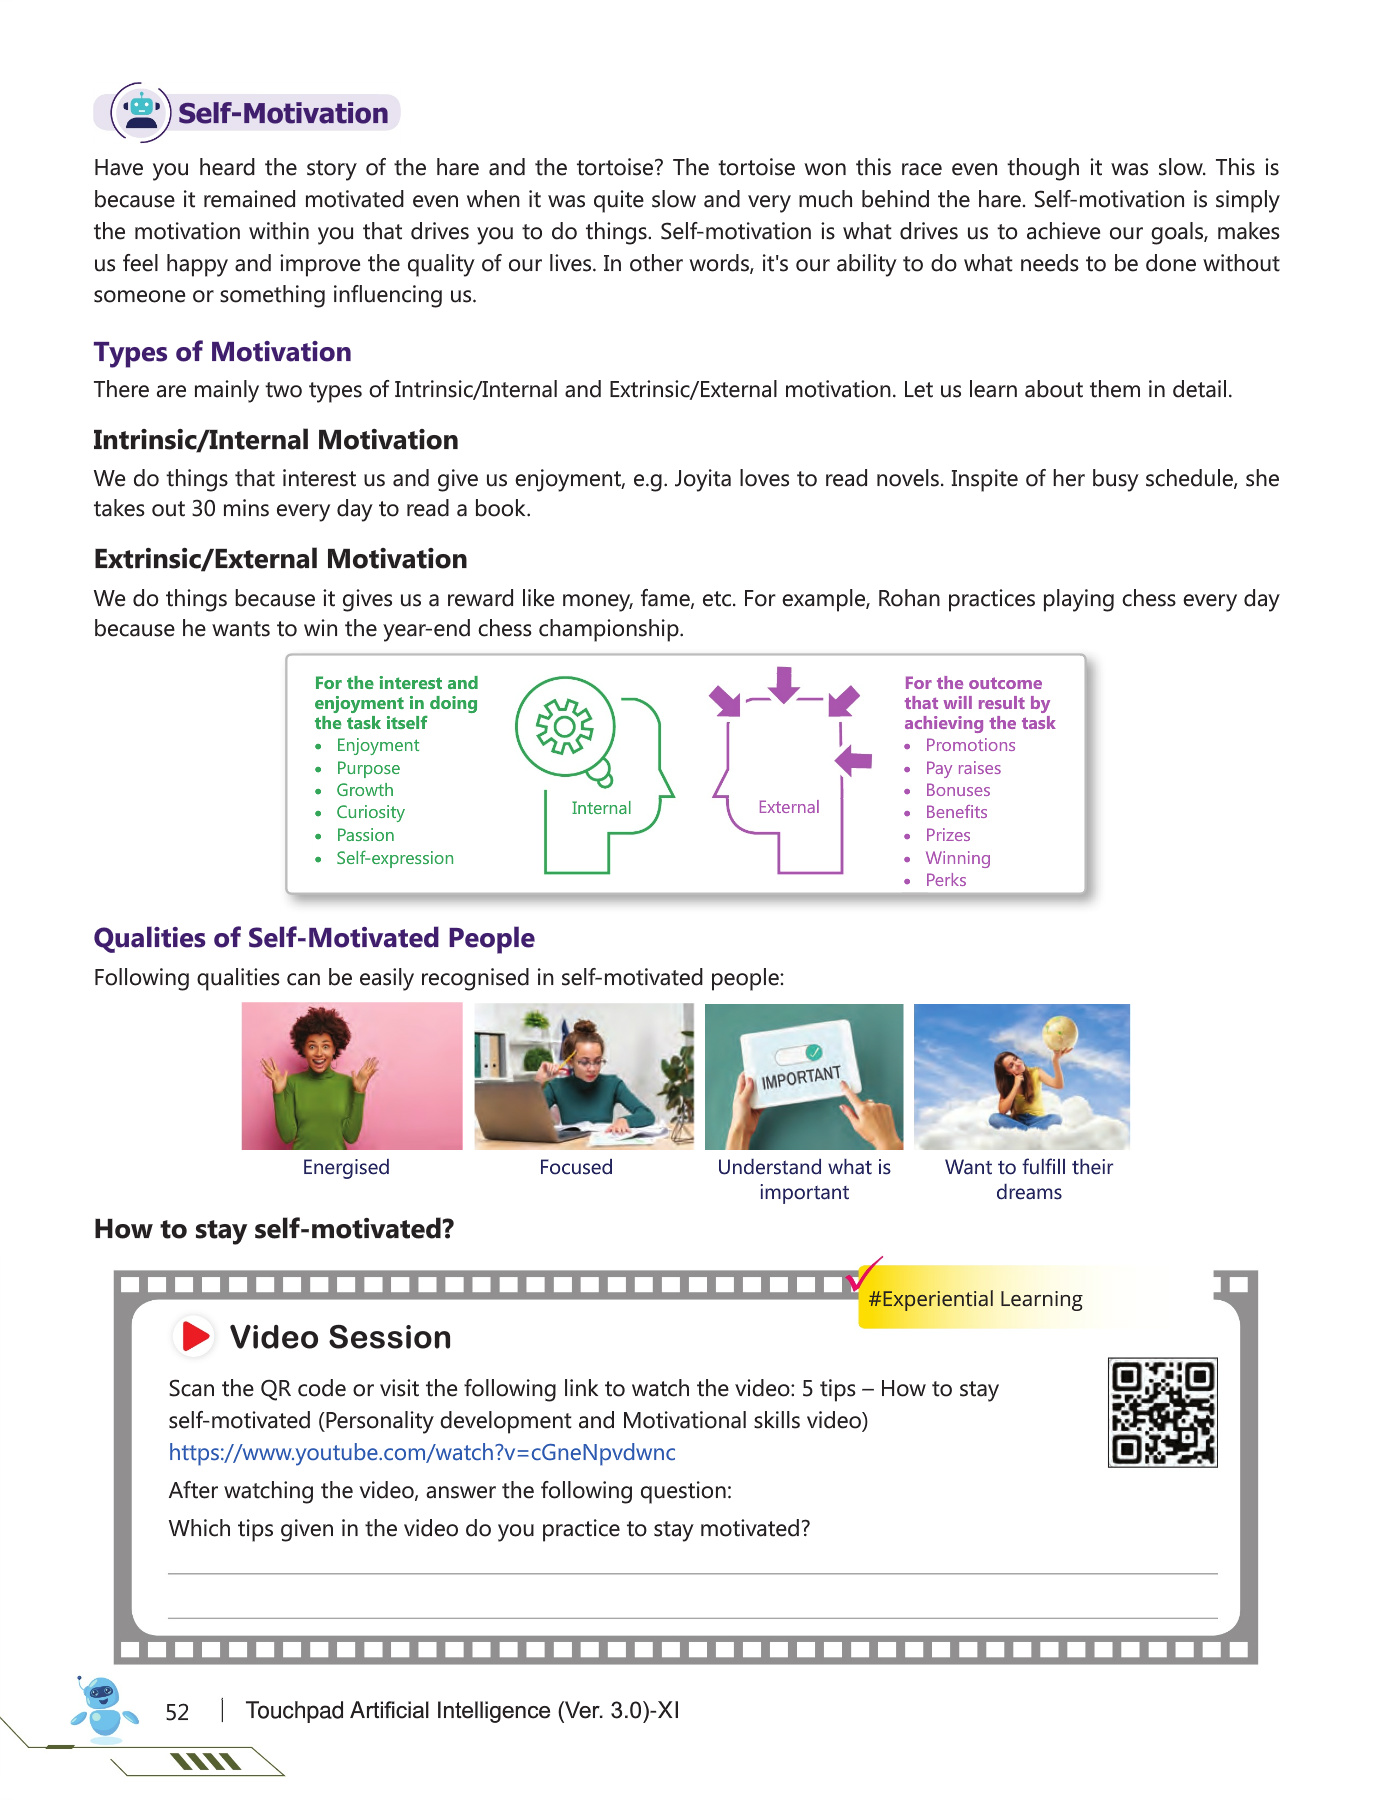 Self-Motivation
Have you heard the story of the hare and the tortoise? The tortoise won this race even though it was slow. This is
because it remained motivated even when it was quite slow and very much behind the hare. Self-motivation is simply
the motivation within you that drives you to do things. Self-motivation is what drives us to achieve our goals, makes
us feel happy and improve the quality of our lives. In other words, it's our ability to do what needs to be done without
someone or something influencing us.
Types of Motivation
There are mainly two types of Intrinsic/Internal and Extrinsic/External motivation. Let us learn about them in detail.
Intrinsic/Internal Motivation
We do things that interest us and give us enjoyment, e.g. Joyita loves to read novels. Inspite of her busy schedule, she
takes out 30 mins every day to read a book.
Extrinsic/External Motivation
We do things because it gives us a reward like money, fame, etc. For example, Rohan practices playing chess every day
because he wants to win the year-end chess championship.
For the interest and
enjoyment in doing
the task itself
• Enjoyment
• Purpose
• Growth
• Curiosity
• Passion
• Self-expression
Internal
External
For the outcome
that will result by
achieving the task
• Promotions
• Pay raises
• Bonuses
• Benefits
• Prizes
• Winning
• Perks
Qualities of Self-Motivated People
Following qualities can be easily recognised in self-motivated people:
IMPORTANT
Energised
Focused
Understand what is
important
Want to fulfill their
dreams
How to stay self-motivated?
#Experiential Learning
Video Session
Scan the QR code or visit the following link to watch the video: 5 tips – How to stay
self-motivated (Personality development and Motivational skills video)
https://www.youtube.com/watch?v=cGneNpvdwnc
After watching the video, answer the following question:
Which tips given in the video do you practice to stay motivated?
52
Touchpad Artificial Intelligence (Ver. 3.0)-XI